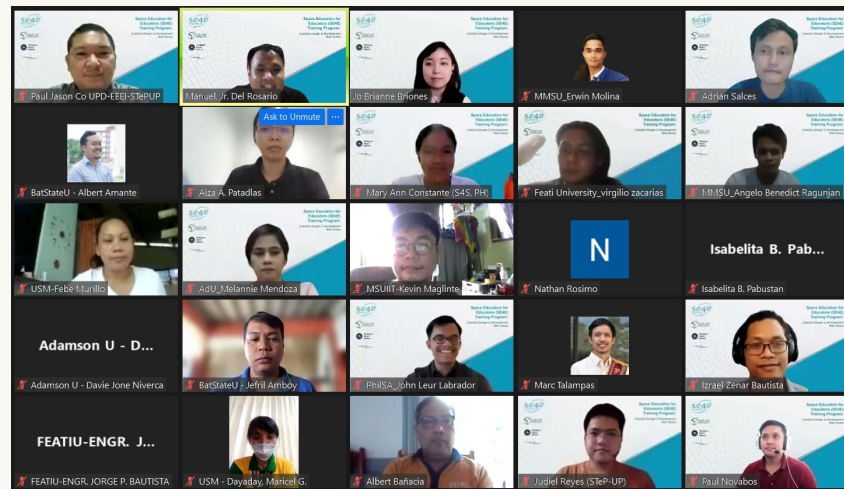 Paul Jason Co UPD-EEEI-STePUP
Manuel, Jr. Del Rosario
Jo Brianne Briones
MMSU_Erwin Molina
Space Education for
Educators (SE4E)
Training Program:
Adrian Salces
BatStateU - Albert Amante
Ask to Unmute
Aiza A. Patadlas
Mary Ann Constante (S4S, PH)
Feati University_virgilio zacarias
MMSU_Angelo Benedict Ragunjan
USM-Febe Murillo
AdU_Melannie Mendoza
MSUIIT-Kevin Maglinte
N
Nathan Rosimo
Isabelita B. Pab...
Isabelita B. Pabustan
Adamson U - D...
Adamson U - Davie Jone Niverca
BatStateU - Jefril Amboy
PhilSA_John Leur Labrador
Marc Talampas
Izrael Zenar Bautista
FEATIU-ENGR. J...
FEATIU-ENGR. JORGE P. BAUTISTA
USM - Dayaday, Maricel G.
Albert Bañacia
Judiel Reyes (STeP-UP)
Paul Novabos